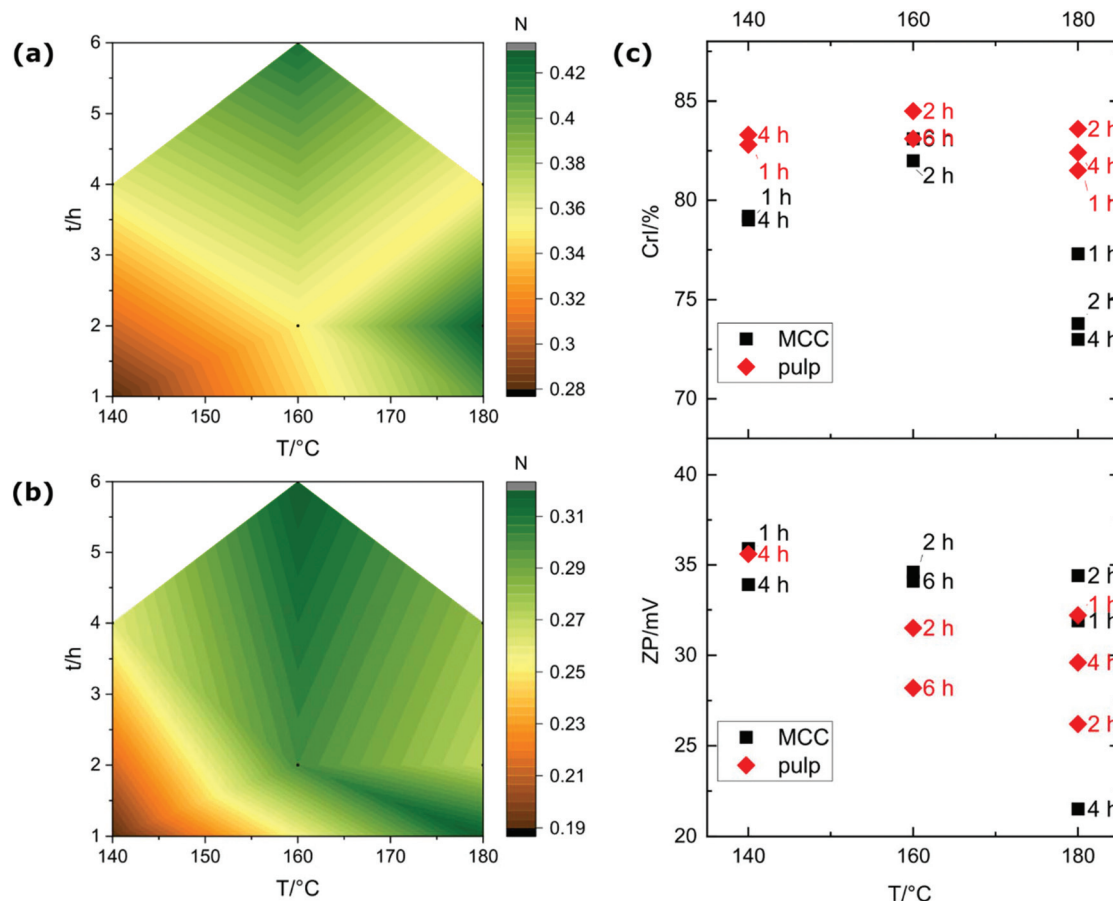 (a)
N
6
5
4
3
2
1
t/h
140
150
160
170
180
T/°C
0.42
0.4
0.38
0.36
0.34
0.32
0.3
0.28
(b)
N
6
5
4
3
2
1
t/h
140
150
160
170
180
T/°C
0.31
0.29
0.27
0.25
0.23
0.21
0.19
(c)
140
160
180
85
80
75
70
CrI/%
4 h
1 h
1 h
4 h
2 h
6 h
2 h
2 h
4 h
1 h
1 h
2 h
4 h
MCC
pulp
40
35
30
25
20
ZP/mV
1 h
4 h
4 h
2 h
6 h
2 h
6 h
2 h
1 h
1 h
4 h
2 h
4 h
MCC
pulp
140
160
180
T/°C